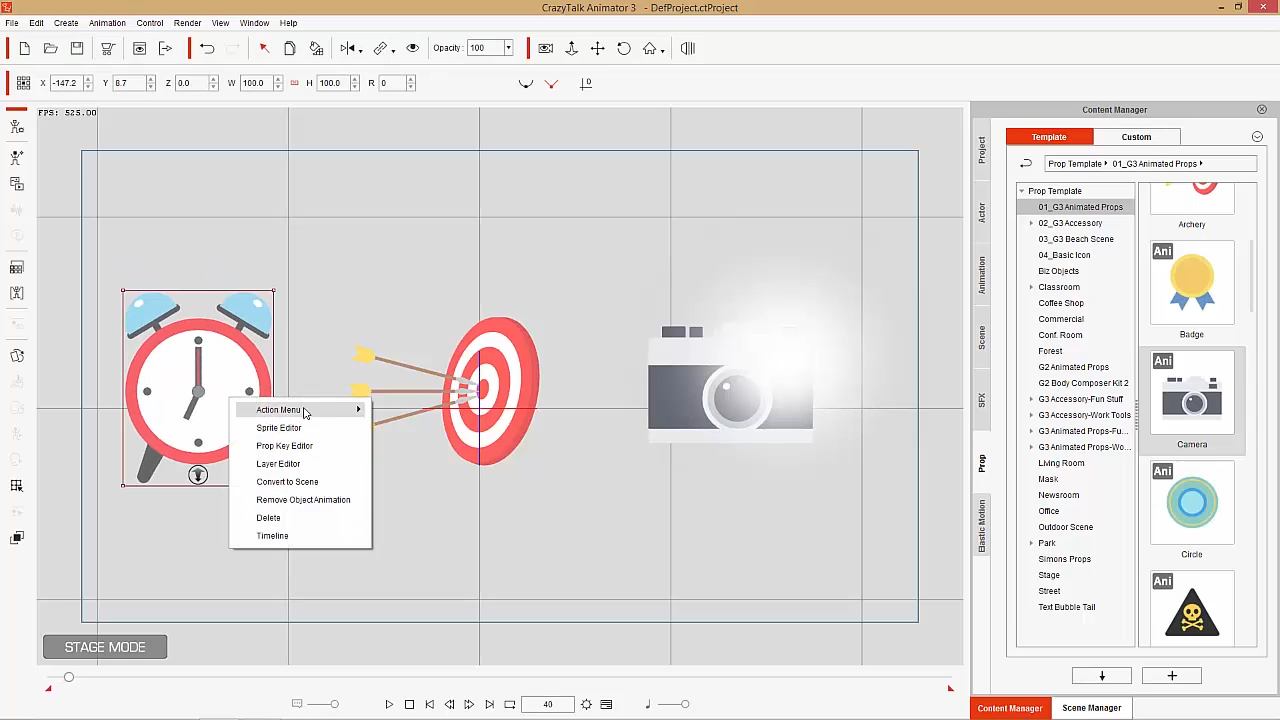 CrazyTalk Animator 3 - DefProject.ctProject
File Edit Create Animation Control Render View Window Help
Opacity : 100
X -147.2 Y 8.7 Z 0.0 W 100.0 H 100.0 R 0
FPS: 525.00
Content Manager
Template Custom
Prop Template 01_G3 Animated Props
Project
Actor
Animation
Scene
SFX
Prop
Elastic Motion
Prop Template
01_G3 Animated Props
02_G3 Accessory
03_G3 Beach Scene
04_Basic Icon
Biz Objects
Classroom
Coffee Shop
Commercial
Conf. Room
Forest
G2 Animated Props
G2 Body Composer Kit 2
G3 Accessory-Fun Stuff
G3 Accessory-Work Tools
G3 Animated Props-Fu...
G3 Animated Props-Wo...
Living Room
Mask
Newsroom
Office
Outdoor Scene
Park
Simons Props
Stage
Street
Text Bubble Tail
Archery
Ani
Badge
Ani
Camera
Ani
Circle
Ani
Action Menu
Sprite Editor
Prop Key Editor
Layer Editor
Convert to Scene
Remove Object Animation
Delete
Timeline
STAGE MODE
40
Content Manager Scene Manager